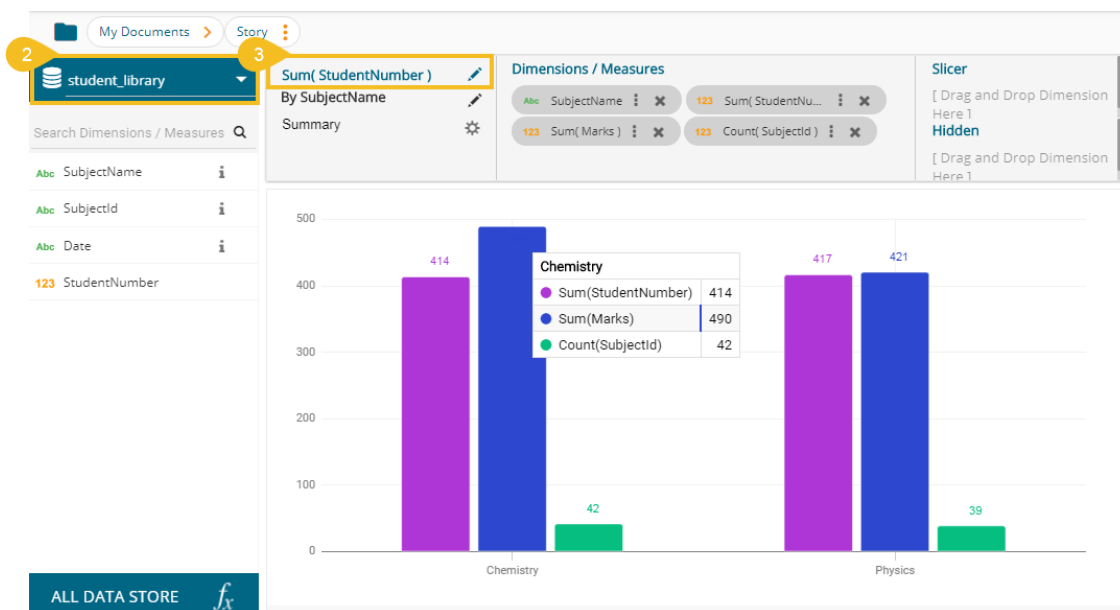 My Documents
Story
2
3
student_library
Search Dimensions / Measures
Abc SubjectName i
Abc SubjectId i
Abc Date i
123 StudentNumber
ALL DATA STORE fx
Sum( StudentNumber )
By SubjectName
Summary
Dimensions / Measures
Abc SubjectName
123 Sum( StudentNu...
123 Sum( Marks )
123 Count( SubjectId )
Slicer
[ Drag and Drop Dimension
Here ]
Hidden
[ Drag and Drop Dimension
Here ]
500
400
300
200
100
0
414
42
417
421
39
Chemistry
Sum(StudentNumber) 414
Sum(Marks) 490
Count(SubjectId) 42
Chemistry
Physics